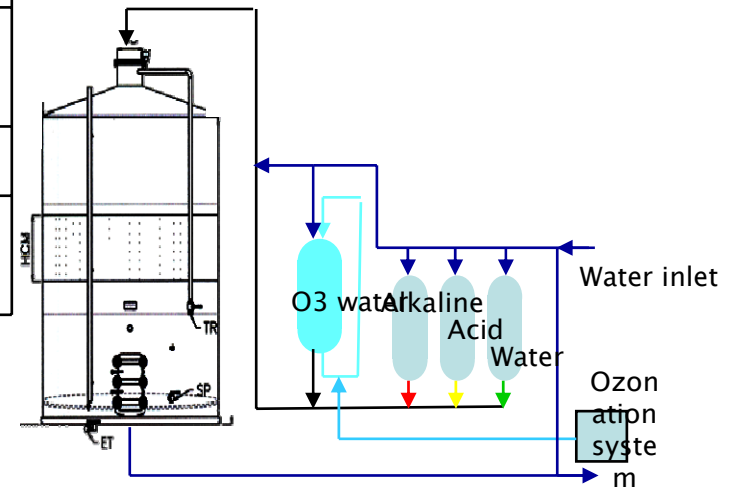 HCM
TR
SP
ET
O3 water
Alkaline
Acid
Water
Water inlet
Ozon
ation
syste
m